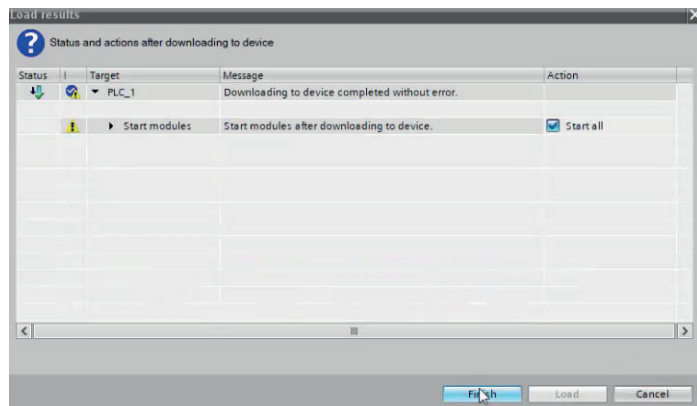 Load results
Status and actions after downloading to device
Status ! Target Message Action
PLC_1 Downloading to device completed without error.
Start modules Start modules after downloading to device. Start all
Finish Load Cancel